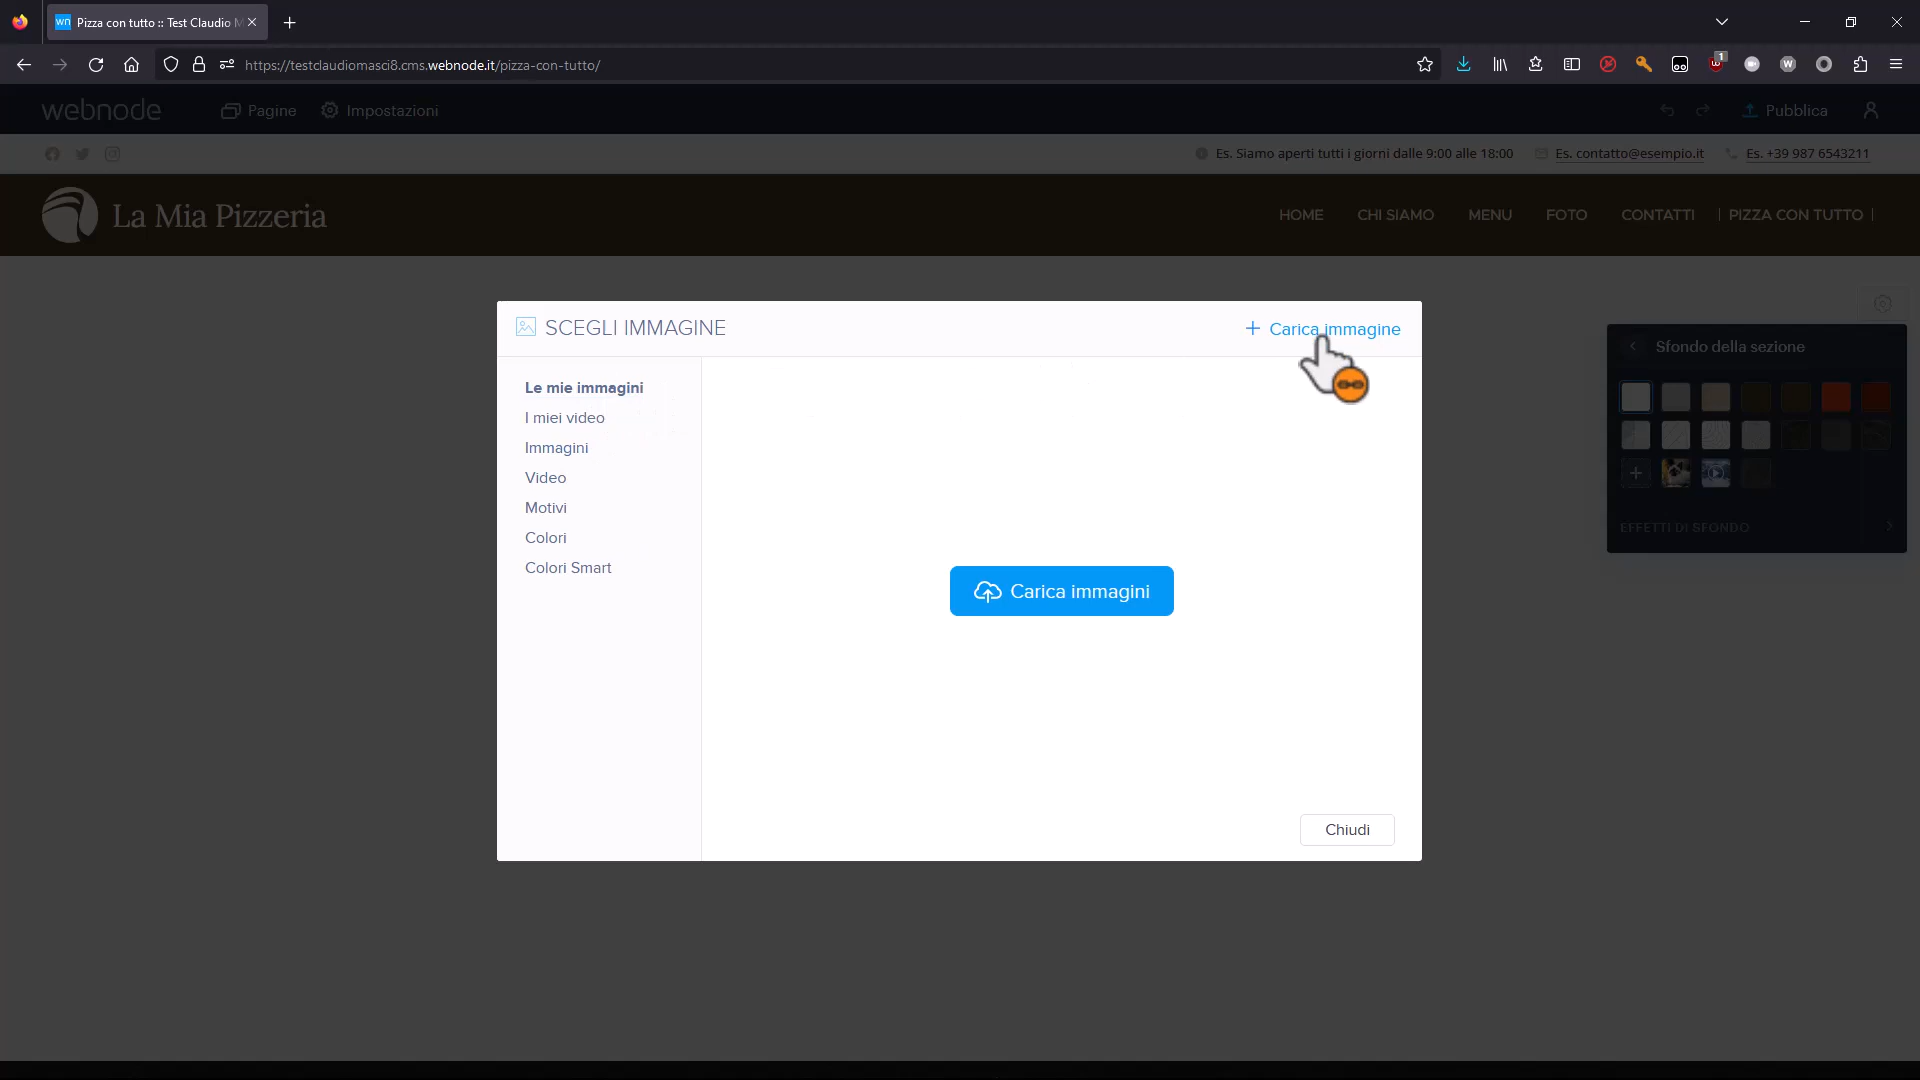 Pizza con tutto :: Test Claudio M
https://testclaudiomasci8.cms.webnode.it/pizza-con-tutto/
1
webnode
Pagine
Impostazioni
Pubblica
Es. Siamo aperti tutti i giorni dalle 9:00 alle 18:00
Es. contatto@esempio.it
Es. +39 987 6543211
La Mia Pizzeria
HOME
CHI SIAMO
MENU
FOTO
CONTATTI
PIZZA CON TUTTO
SCEGLI IMMAGINE
+ Carica immagine
Sfondo della sezione
Le mie immagini
I miei video
Immagini
Video
Motivi
Colori
Colori Smart
EFFETTI DI SFONDO
Carica immagini
Chiudi